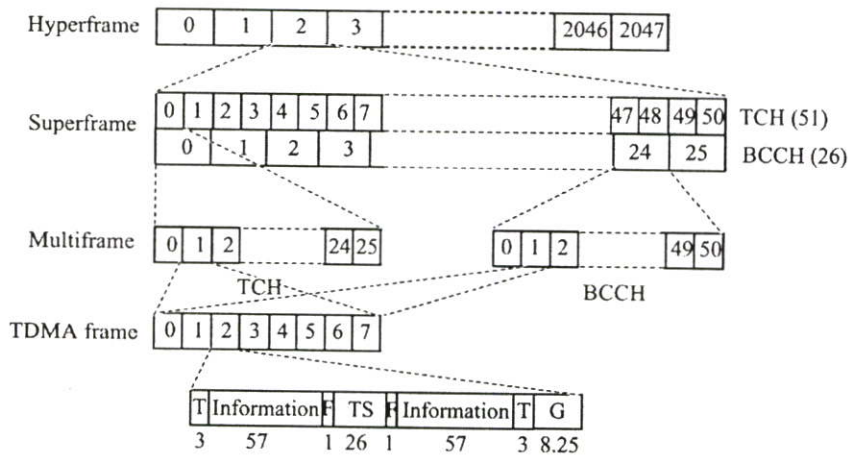 Hyperframe 0 1 2 3 2046 2047
0 1 2 3 4 5 6 7 47 48 49 50 TCH (51)
Superframe
0 1 2 3 24 25 BCCH (26)
Multiframe 0 1 2 24 25 0 1 2 49 50
TCH BCCH
TDMA frame 0 1 2 3 4 5 6 7
T Information F TS F Information T G
3 57 1 26 1 57 3 8.25